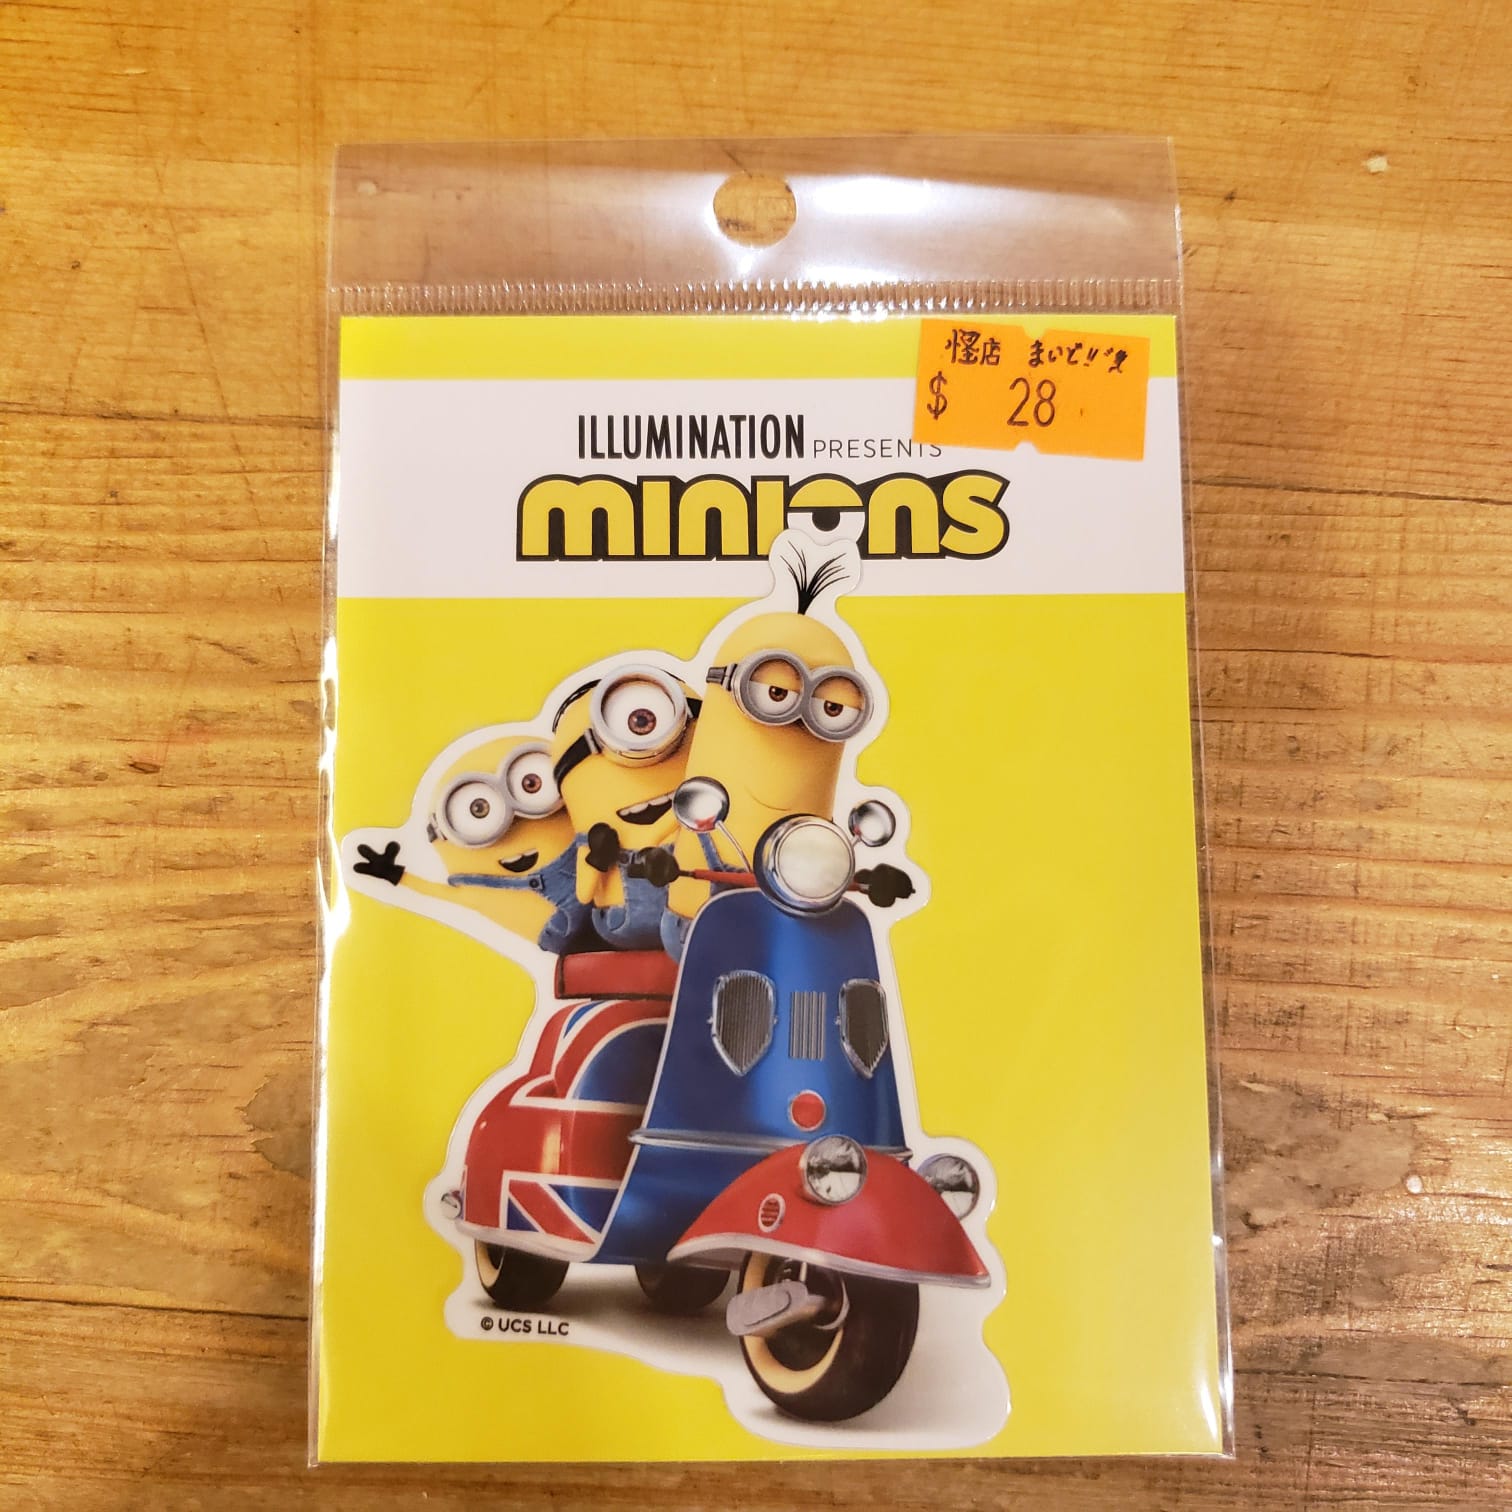 怪店 まいど!!
$ 28
ILLUMINATION PRESENTS
minions
© UCS LLC